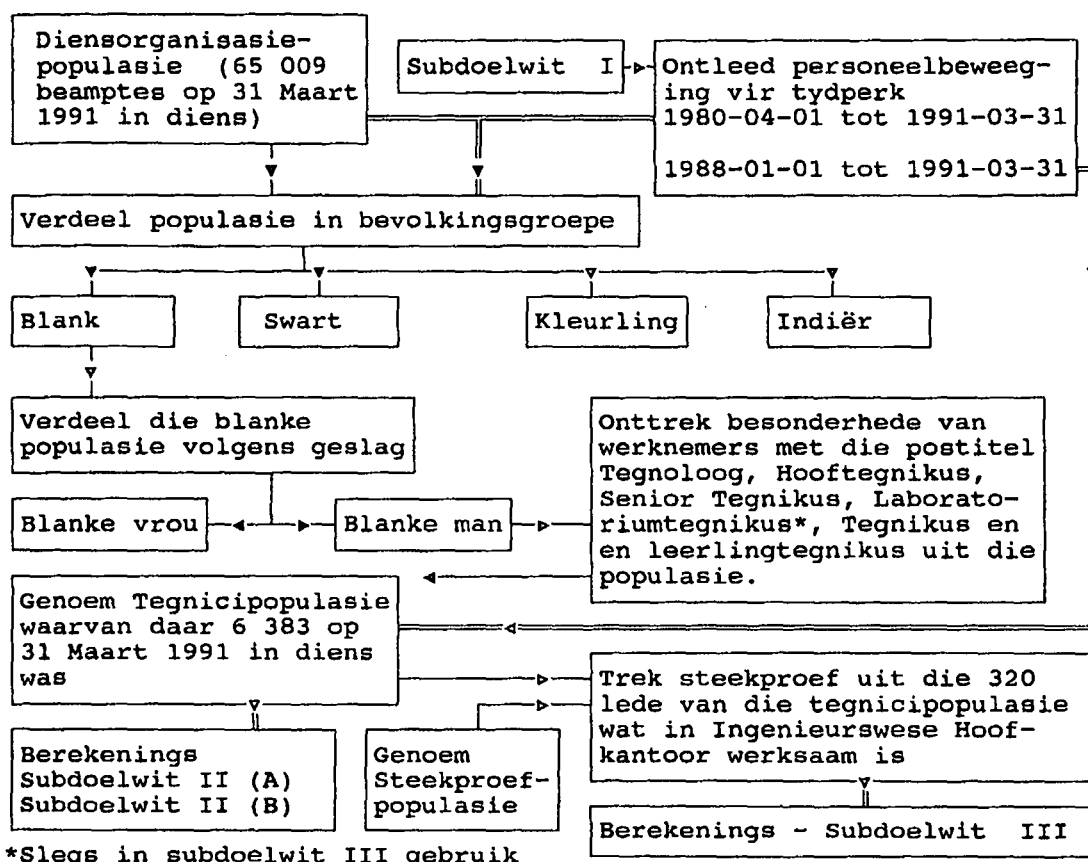 Diensorganisasie-
populasie (65 009
beamptes op 31 Maart
1991 in diens)
Subdoelwit I
Ontleed personeelbeweeg-
ing vir tydperk
1980-04-01 tot 1991-03-31
1988-01-01 tot 1991-03-31
Verdeel populasie in bevolkingsgroepe
Blank
Swart
Kleurling
Indiër
Verdeel die blanke
populasie volgens geslag
Blanke vrou
Blanke man
Onttrek besonderhede van
werknemers met die postitel
Tegnoloog, Hooftegnikus,
Senior Tegnikus, Laborato-
riumtegnikus*, Tegnikus en
en leerlingtegnikus uit die
populasie.
Genoem Tegnicipopulasie
waarvan daar 6 383 op
31 Maart 1991 in diens
was
Trek steekproef uit die 320
lede van die tegnicipopulasie
wat in Ingenieurswese Hoof-
kantoor werksaam is
Berekenings
Subdoelwit II (A)
Subdoelwit II (B)
Genoem
Steekproef-
populasie
Berekenings - Subdoelwit III
*Slegs in subdoelwit III gebruik